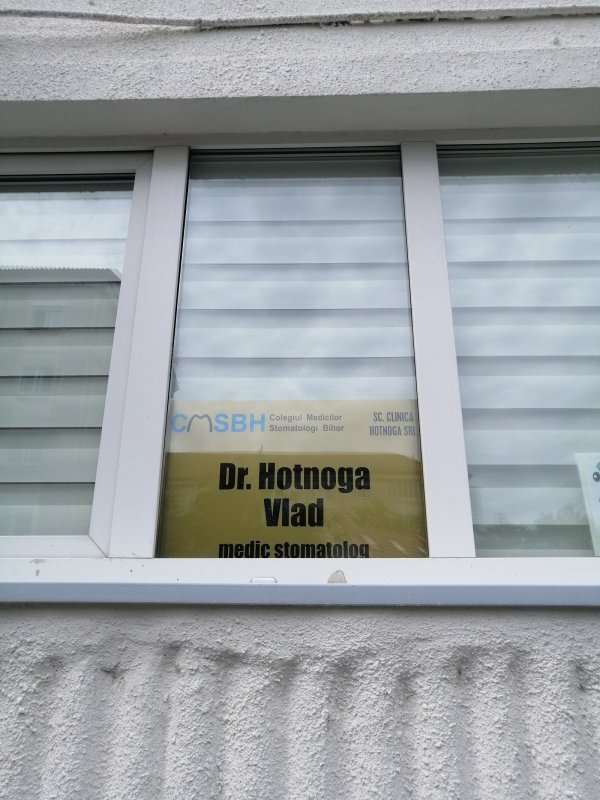 CMSBH Colegiul Medicilor
Stomatologi Bihor
SC. CLINICA
HOTNOGA SRL.
Dr. Hotnoga
Vlad
medic stomatolog